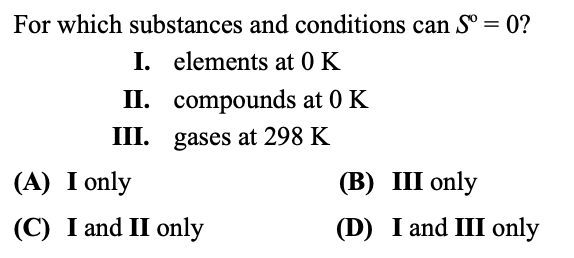 For which substances and conditions can S° = 0?
I. elements at 0 K
II. compounds at 0 K
III. gases at 298 K
(A) I only (B) III only
(C) I and II only (D) I and III only